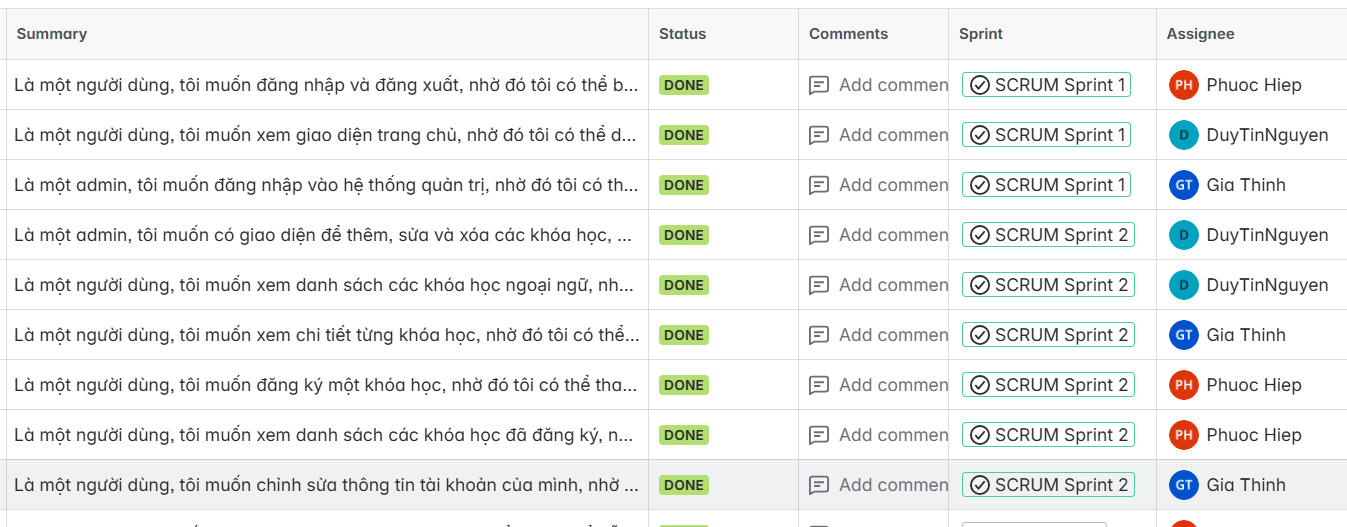 Summary Status Comments Sprint Assignee
Là một người dùng, tôi muốn đăng nhập và đăng xuất, nhờ đó tôi có thể b... DONE Add commen SCRUM Sprint 1 PH Phuoc Hiep
Là một người dùng, tôi muốn xem giao diện trang chủ, nhờ đó tôi có thể d... DONE Add commen SCRUM Sprint 1 D DuyTinNguyen
Là một admin, tôi muốn đăng nhập vào hệ thống quản trị, nhờ đó tôi có th... DONE Add commen SCRUM Sprint 1 GT Gia Thinh
Là một admin, tôi muốn có giao diện để thêm, sửa và xóa các khóa học, ... DONE Add commen SCRUM Sprint 2 D DuyTinNguyen
Là một người dùng, tôi muốn xem danh sách các khóa học ngoại ngữ, nh... DONE Add commen SCRUM Sprint 2 D DuyTinNguyen
Là một người dùng, tôi muốn xem chi tiết từng khóa học, nhờ đó tôi có thể... DONE Add commen SCRUM Sprint 2 GT Gia Thinh
Là một người dùng, tôi muốn đăng ký một khóa học, nhờ đó tôi có thể tha... DONE Add commen SCRUM Sprint 2 PH Phuoc Hiep
Là một người dùng, tôi muốn xem danh sách các khóa học đã đăng ký, n... DONE Add commen SCRUM Sprint 2 PH Phuoc Hiep
Là một người dùng, tôi muốn chỉnh sửa thông tin tài khoản của mình, nhờ ... DONE Add commen SCRUM Sprint 2 GT Gia Thinh